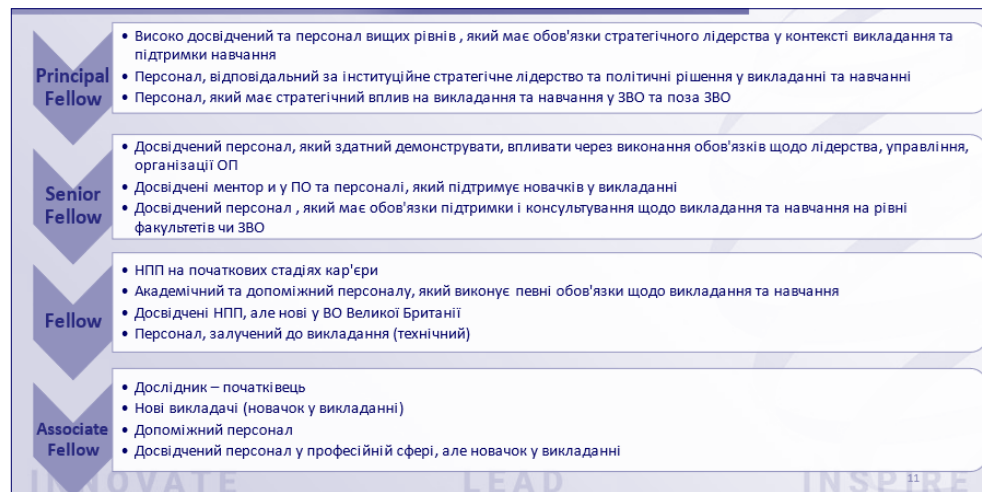 Principal
Fellow
• Високо досвідчений та персонал вищих рівнів , який має обов'язки стратегічного лідерства у контексті викладання та
підтримки навчання
• Персонал, відповідальний за інституційне стратегічне лідерство та політичні рішення у викладанні та навчанні
• Персонал, який має стратегічний вплив на викладання та навчання у ЗВО та поза ЗВО
Senior
Fellow
• Досвідчений персонал, який здатний демонструвати, впливати через виконання обов'язків щодо лідерства, управління,
організації ОП
• Досвідчені ментор и у ПО та персоналі, який підтримує новачків у викладанні
• Досвідчений персонал , який має обов'язки підтримки і консультування щодо викладання та навчання на рівні
факультетів чи ЗВО
Fellow
• НПП на початкових стадіях кар'єри
• Академічний та допоміжний персоналу, який виконує певні обов'язки щодо викладання та навчання
• Досвідчені НПП, але нові у ВО Великої Британії
• Персонал, залучений до викладання (технічний)
Associate
Fellow
• Дослідник – початківець
• Нові викладачі (новачок у викладанні)
• Допоміжний персонал
• Досвідчений персонал у професійній сфері, але новачок у викладанні
INNOVATE LEAD INSPIRE
11